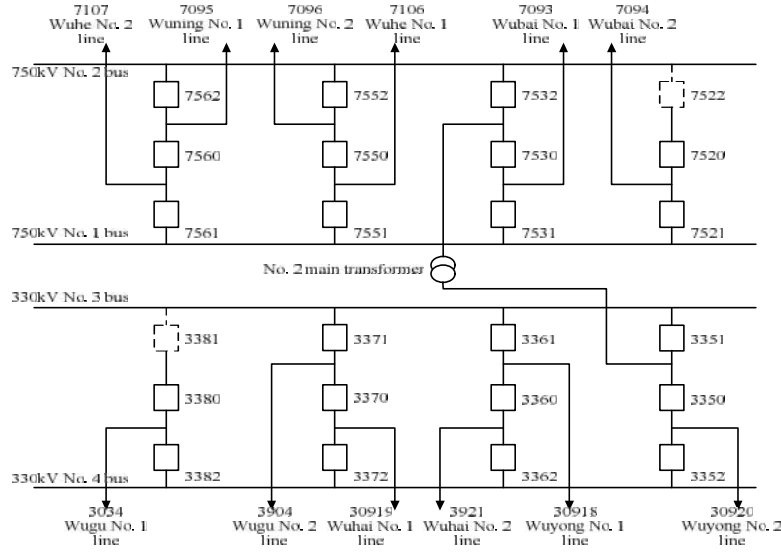 7107 7095 7096 7106 7093 7094
Wuhe No. 2 Wuning No. 1 Wuning No. 2 Wuhe No. 1 Wubai No. 1 Wubai No. 2
line line line line line line
750kV No. 2 bus
7562 7552 7532 7522
7560 7550 7530 7520
7561 7551 7531 7521
750kV No. 1 bus
No. 2 main transformer
330kV No. 3 bus
3381 3371 3361 3351
3380 3370 3360 3350
3382 3372 3362 3352
330kV No. 4 bus
3034 3904 30919 3921 30918 30920
Wugu No. 1 Wugu No. 2 Wuhai No. 1 Wuhai No. 2 Wuyong No. 1 Wuyong No. 2
line line line line line line